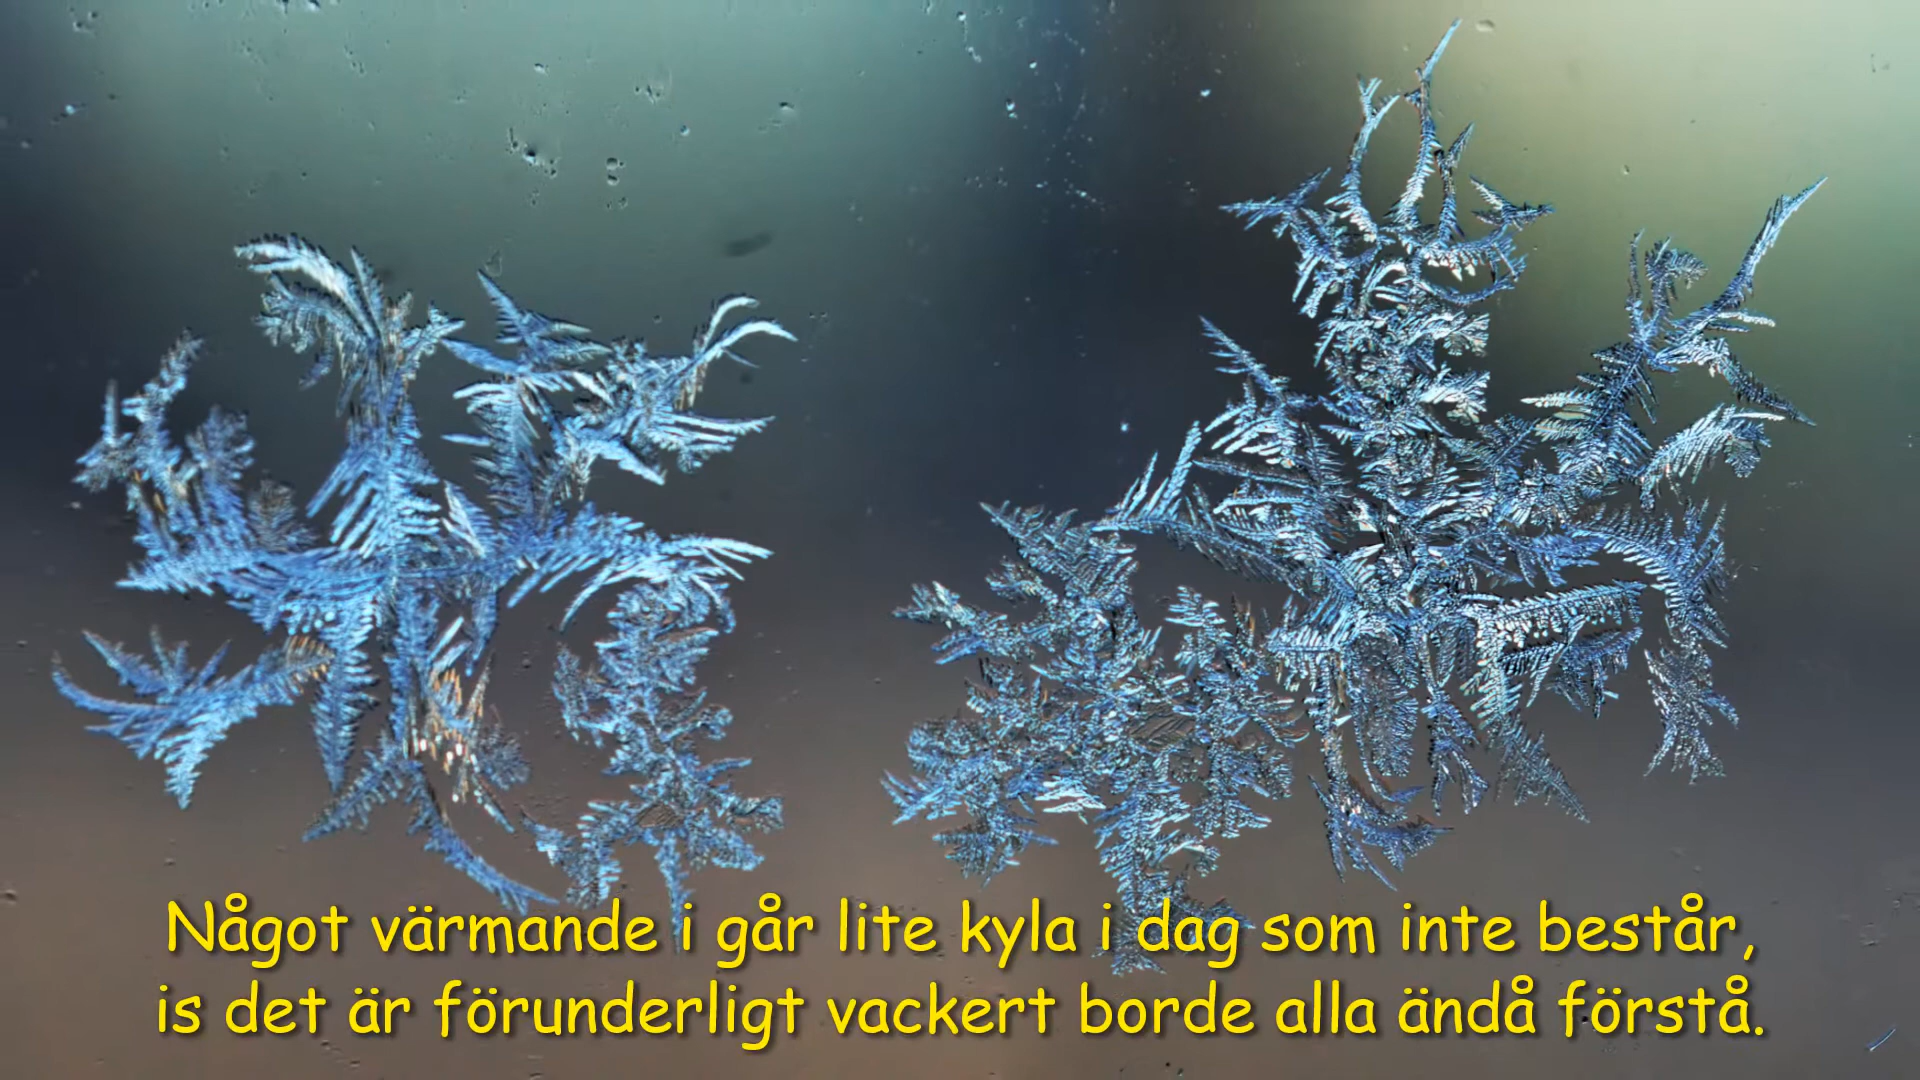 Något värmande i går lite kyla i dag som inte består,
is det är förunderligt vackert borde alla ändå förstå.